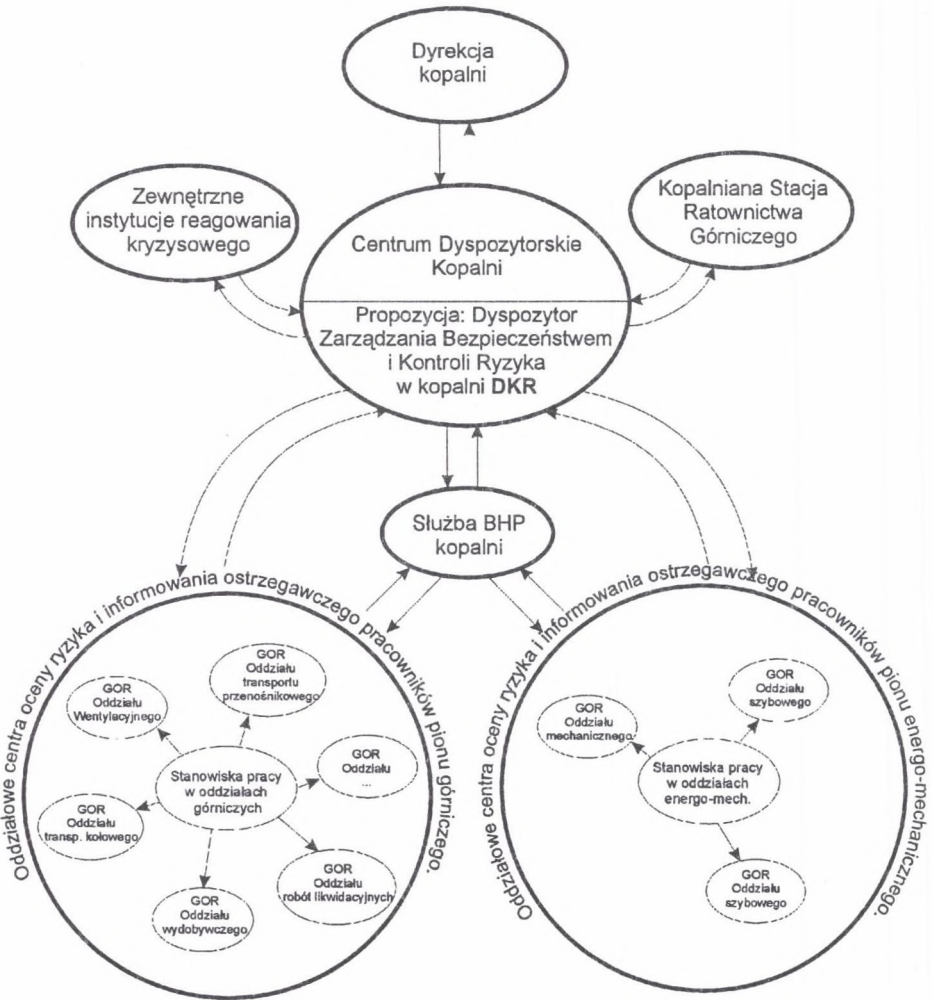 Dyrekcja
kopalni
Zewnętrzne
instytucje reagowania
kryzysowego
Kopalniana Stacja
Ratownictwa
Górniczego
Centrum Dyspozytorskie
Kopalni
Propozycja: Dyspozytor
Zarządzania Bezpieczeństwem
i Kontroli Ryzyka
w kopalni DKR
Służba BHP
kopalni
Oddziałowe centra oceny ryzyka i informowania ostrzegawczego pracowników pionu górniczego.
GOR
Oddziału
Wentylacyjnego
GOR
Oddziału
transportu
przenośnikowego
Stanowiska pracy
w oddziałach
górniczych
GOR
Oddziału
...
GOR
Oddziału
transp. kołowego
GOR
Oddziału
robót likwidacyjnych
GOR
Oddziału
wydobywczego
Oddziałowe centra oceny ryzyka i informowania ostrzegawczego pracowników pionu energo-mechanicznego.
GOR
Oddziału
mechanicznego
GOR
Oddziału
szybowego
Stanowiska pracy
w oddziałach
energo-mech.
GOR
Oddziału
szybowego